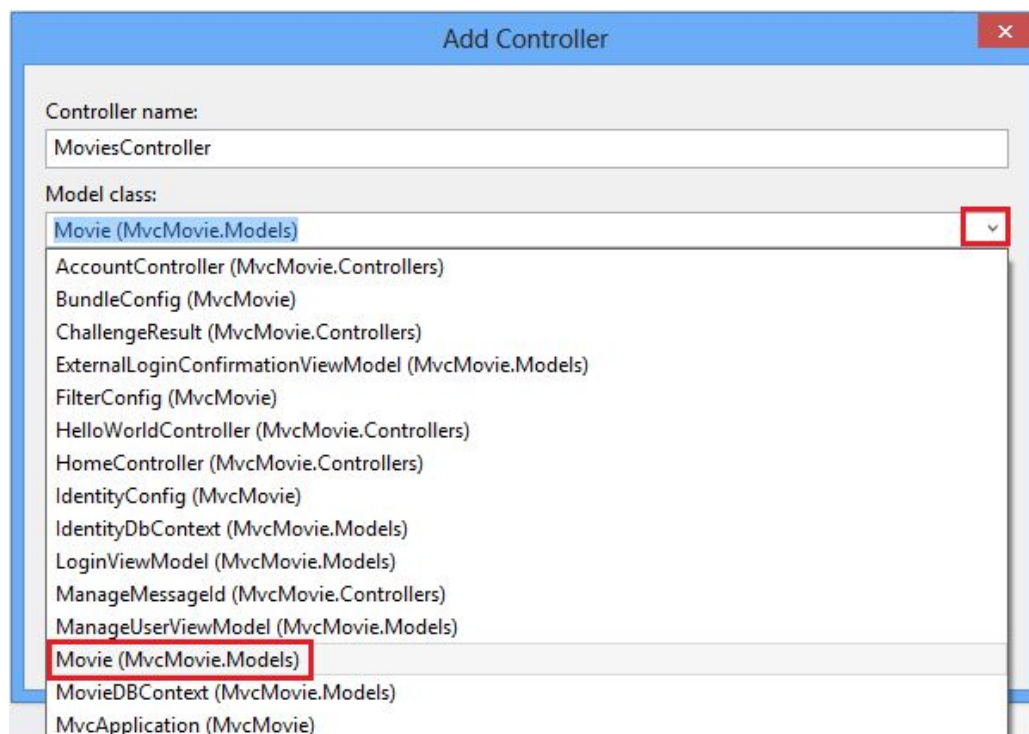 Add Controller
Controller name:
MoviesController
Model class:
Movie (MvcMovie.Models)
AccountController (MvcMovie.Controllers)
BundleConfig (MvcMovie)
ChallengeResult (MvcMovie.Controllers)
ExternalLoginConfirmationViewModel (MvcMovie.Models)
FilterConfig (MvcMovie)
HelloWorldController (MvcMovie.Controllers)
HomeController (MvcMovie.Controllers)
IdentityConfig (MvcMovie)
IdentityDbContext (MvcMovie.Models)
LoginViewModel (MvcMovie.Models)
ManageMessageId (MvcMovie.Controllers)
ManageUserViewModel (MvcMovie.Models)
Movie (MvcMovie.Models)
MovieDBContext (MvcMovie.Models)
MvcApplication (MvcMovie)